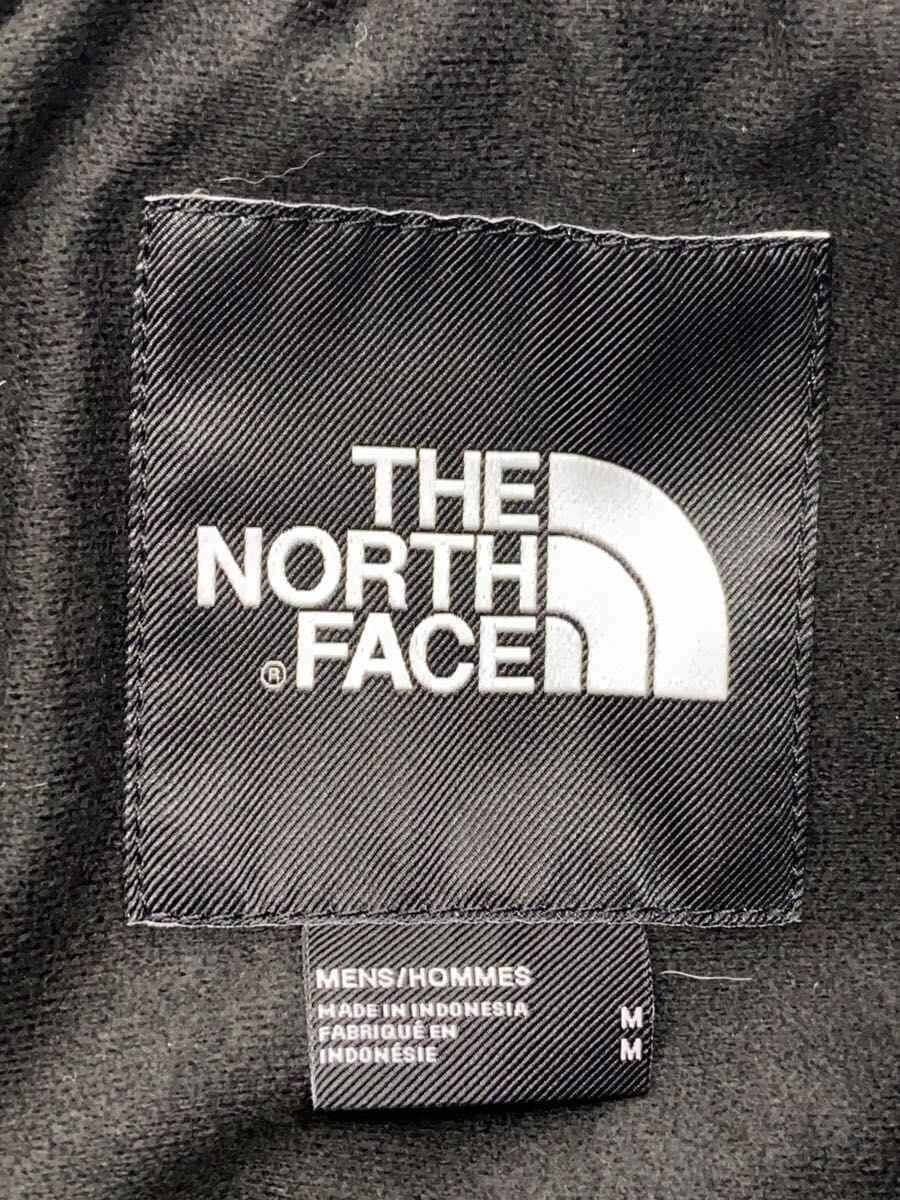 THE
NORTH
® FACE
MENS/HOMMES
MADE IN INDONESIA M
FABRIQUÉ EN
INDONÉSIE M